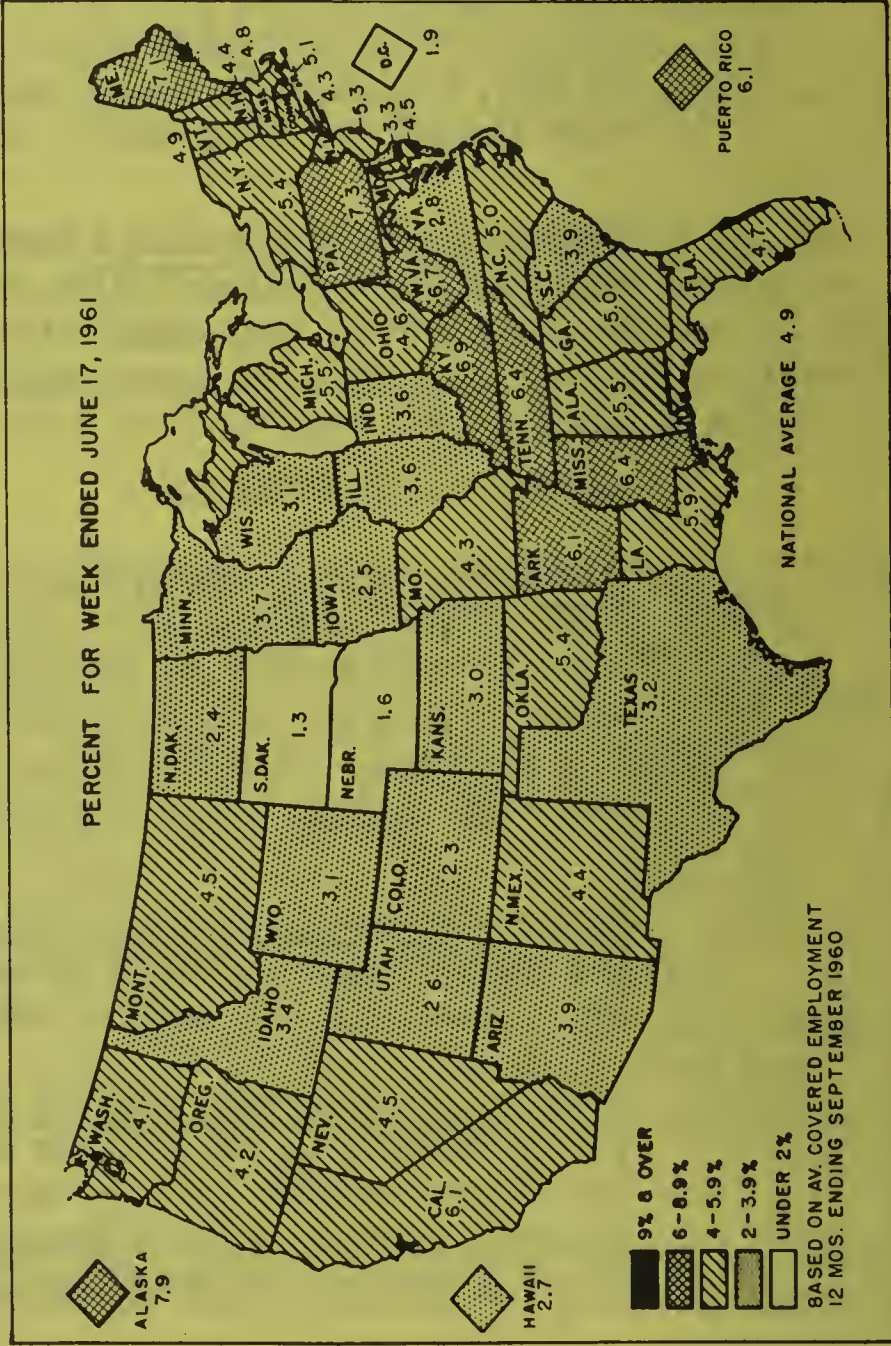 PERCENT FOR WEEK ENDED JUNE 17, 1961
ALASKA
7.9
HAWAII
2.7
WASH.
4.1
OREG.
4.2
CAL.
6.1
NEV.
4.5
IDAHO
3.4
MONT.
4.5
WYO.
3.1
UTAH
2.6
COLO.
2.3
ARIZ
3.9
N.MEX.
4.4
N.DAK.
2.4
S.DAK.
1.3
NEBR.
1.6
KANS.
3.0
OKLA.
5.4
TEXAS
3.2
MINN
3.7
IOWA
2.5
MO.
4.3
ARK
6.1
LA.
5.9
WIS.
3.1
ILL.
3.6
MICH.
5.5
IND
3.6
OHIO
4.6
KY.
6.9
TENN.
6.4
MISS.
6.4
ALA.
5.5
GA.
5.0
FLA.
4.7
S.C.
3.9
N.C.
5.0
VA.
2.8
W.VA.
6.7
PA.
7.3
N.Y.
5.4
4.9
VT.
N.H.
ME.
7.1
4.4
4.8
MASS.
5.1
4.3
5.3
3.3
4.5
MD.
D.C.
1.9
PUERTO RICO
6.1
NATIONAL AVERAGE 4.9
9% & OVER
6-8.9%
4-5.9%
2-3.9%
UNDER 2%
BASED ON AV. COVERED EMPLOYMENT
12 MOS. ENDING SEPTEMBER 1960